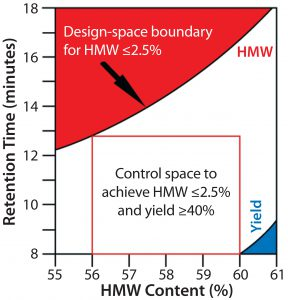 18
16
14
12
10
8
Retention Time (minutes)
Design-space boundary
for HMW ≤2.5%
HMW
Control space to
achieve HMW ≤2.5%
and yield ≥40%
Yield
55 56 57 58 59 60 61
HMW Content (%)